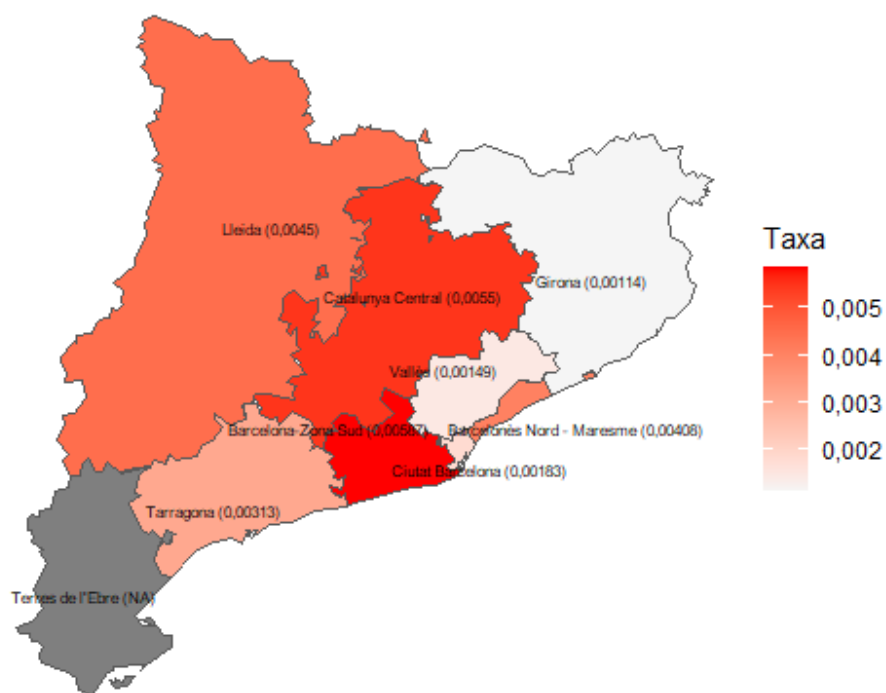 Lleida (0,0045)
Catalunya Central (0,0055)
Girona (0,00114)
Vallès (0,00149)
Barcelona-Zona Sud (0,00587)
Barcelonès Nord - Maresme (0,00408)
Ciutat Barcelona (0,00183)
Tarragona (0,00313)
Terres de l'Ebre (NA)
Taxa
0,005
0,004
0,003
0,002